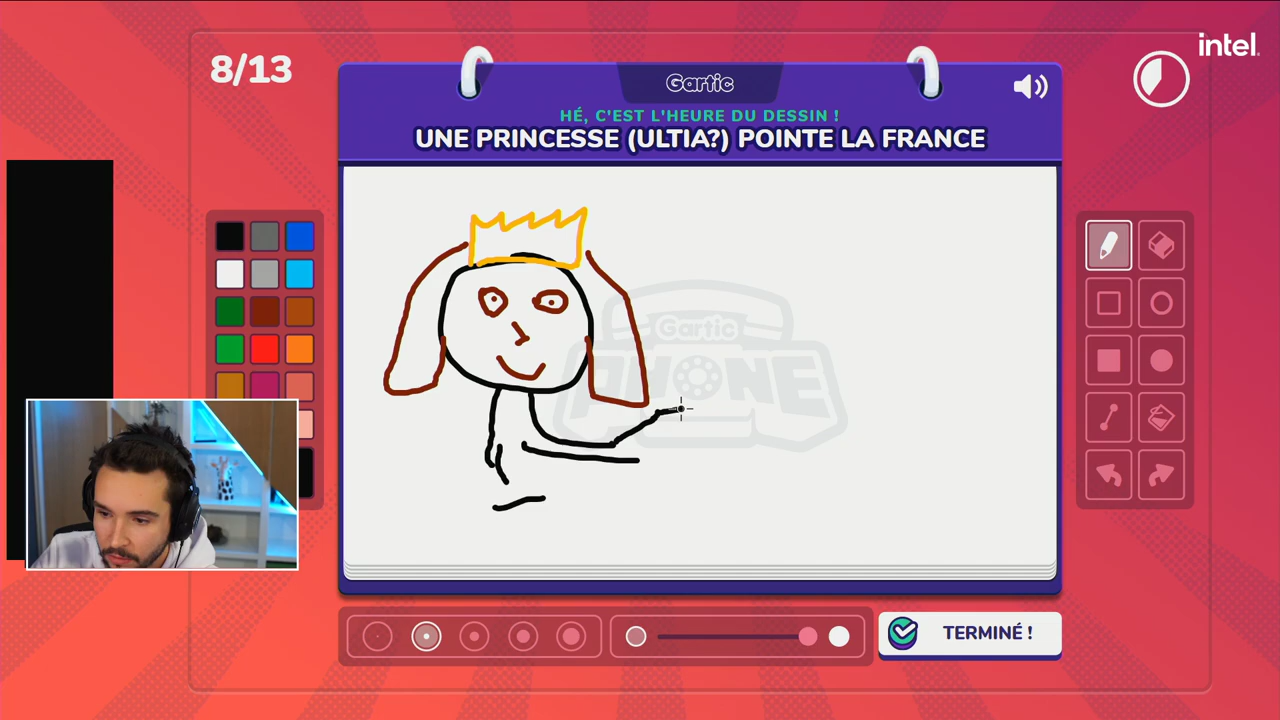 8/13
intel.
Gartic
HÉ, C'EST L'HEURE DU DESSIN !
UNE PRINCESSE (ULTIA?) POINTE LA FRANCE
Gartic
PHONE
TERMINÉ !